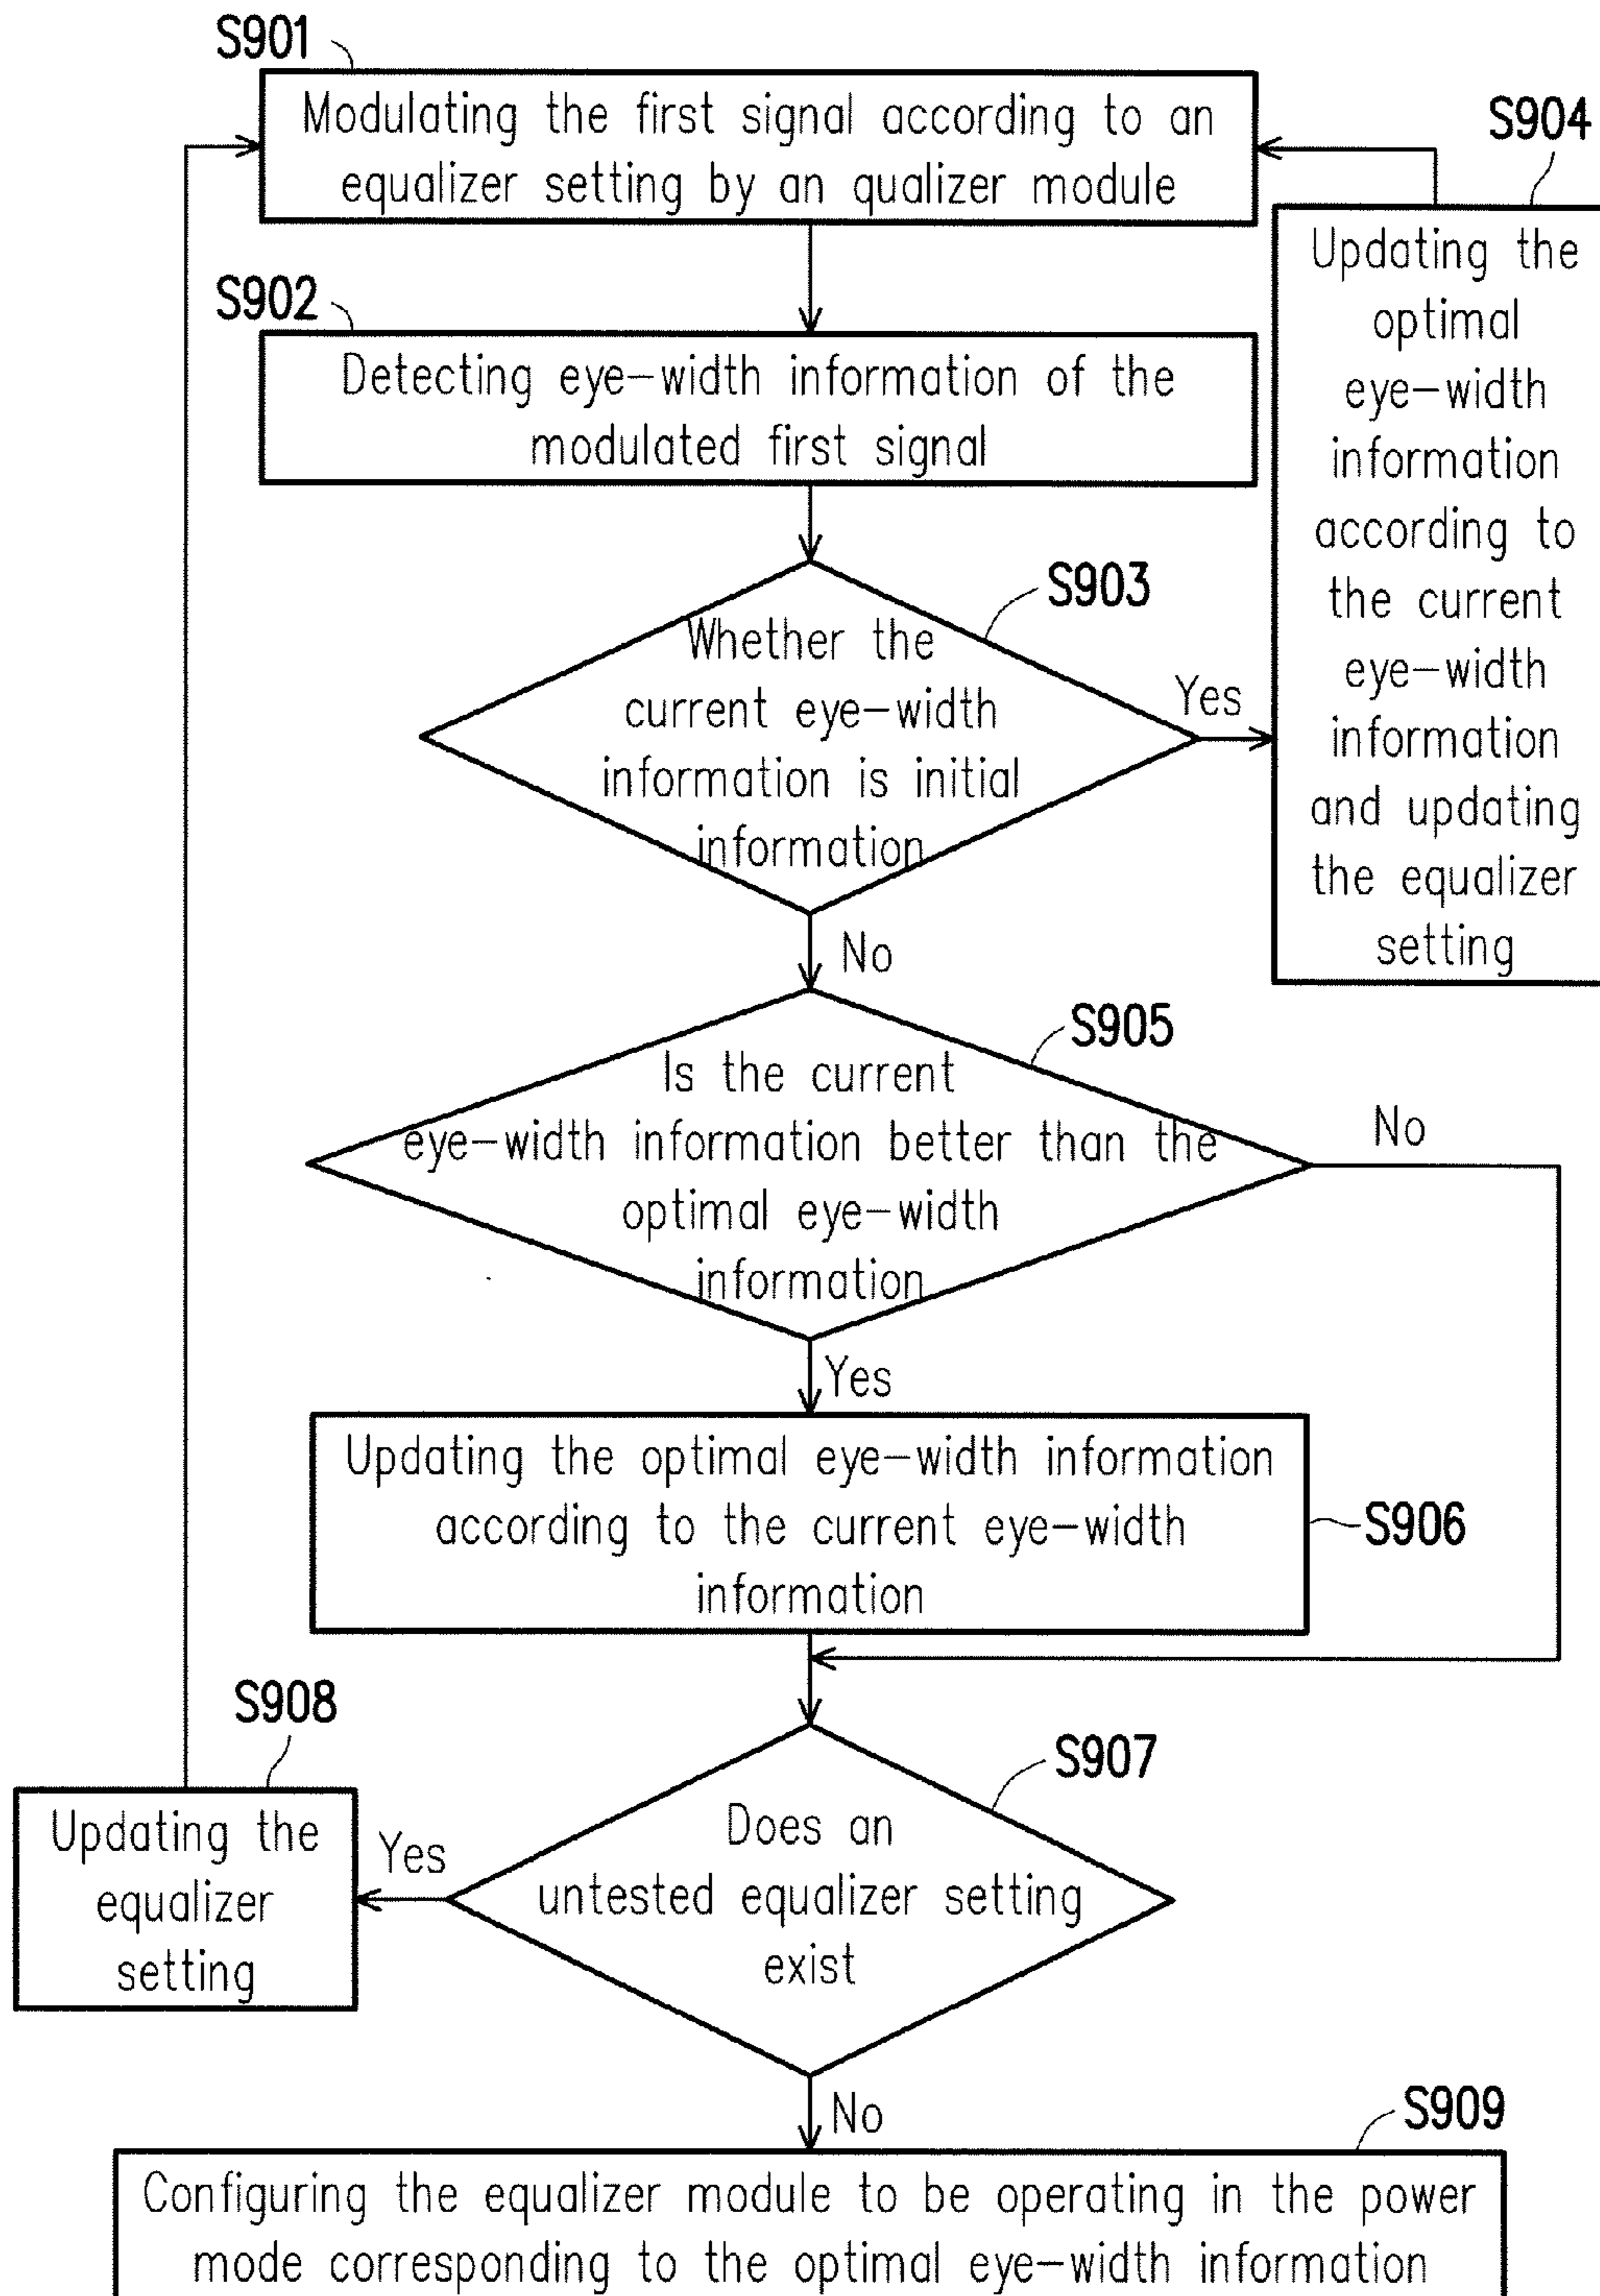 S901
Modulating the first signal according to an
equalizer setting by an qualizer module
S904
Updating the
optimal
eye-width
information
according to
the current
eye-width
information
and updating
the equalizer
setting
S902
Detecting eye-width information of the
modulated first signal
S903
Whether the
current eye-width
information is initial
information
Yes
No
S905
Is the current
eye-width information better than the
optimal eye-width
information
No
Yes
Updating the optimal eye-width information
according to the current eye-width
information
S906
S908
Updating the
equalizer
setting
Yes
S907
Does an
untested equalizer setting
exist
No
S909
Configuring the equalizer module to be operating in the power
mode corresponding to the optimal eye-width information